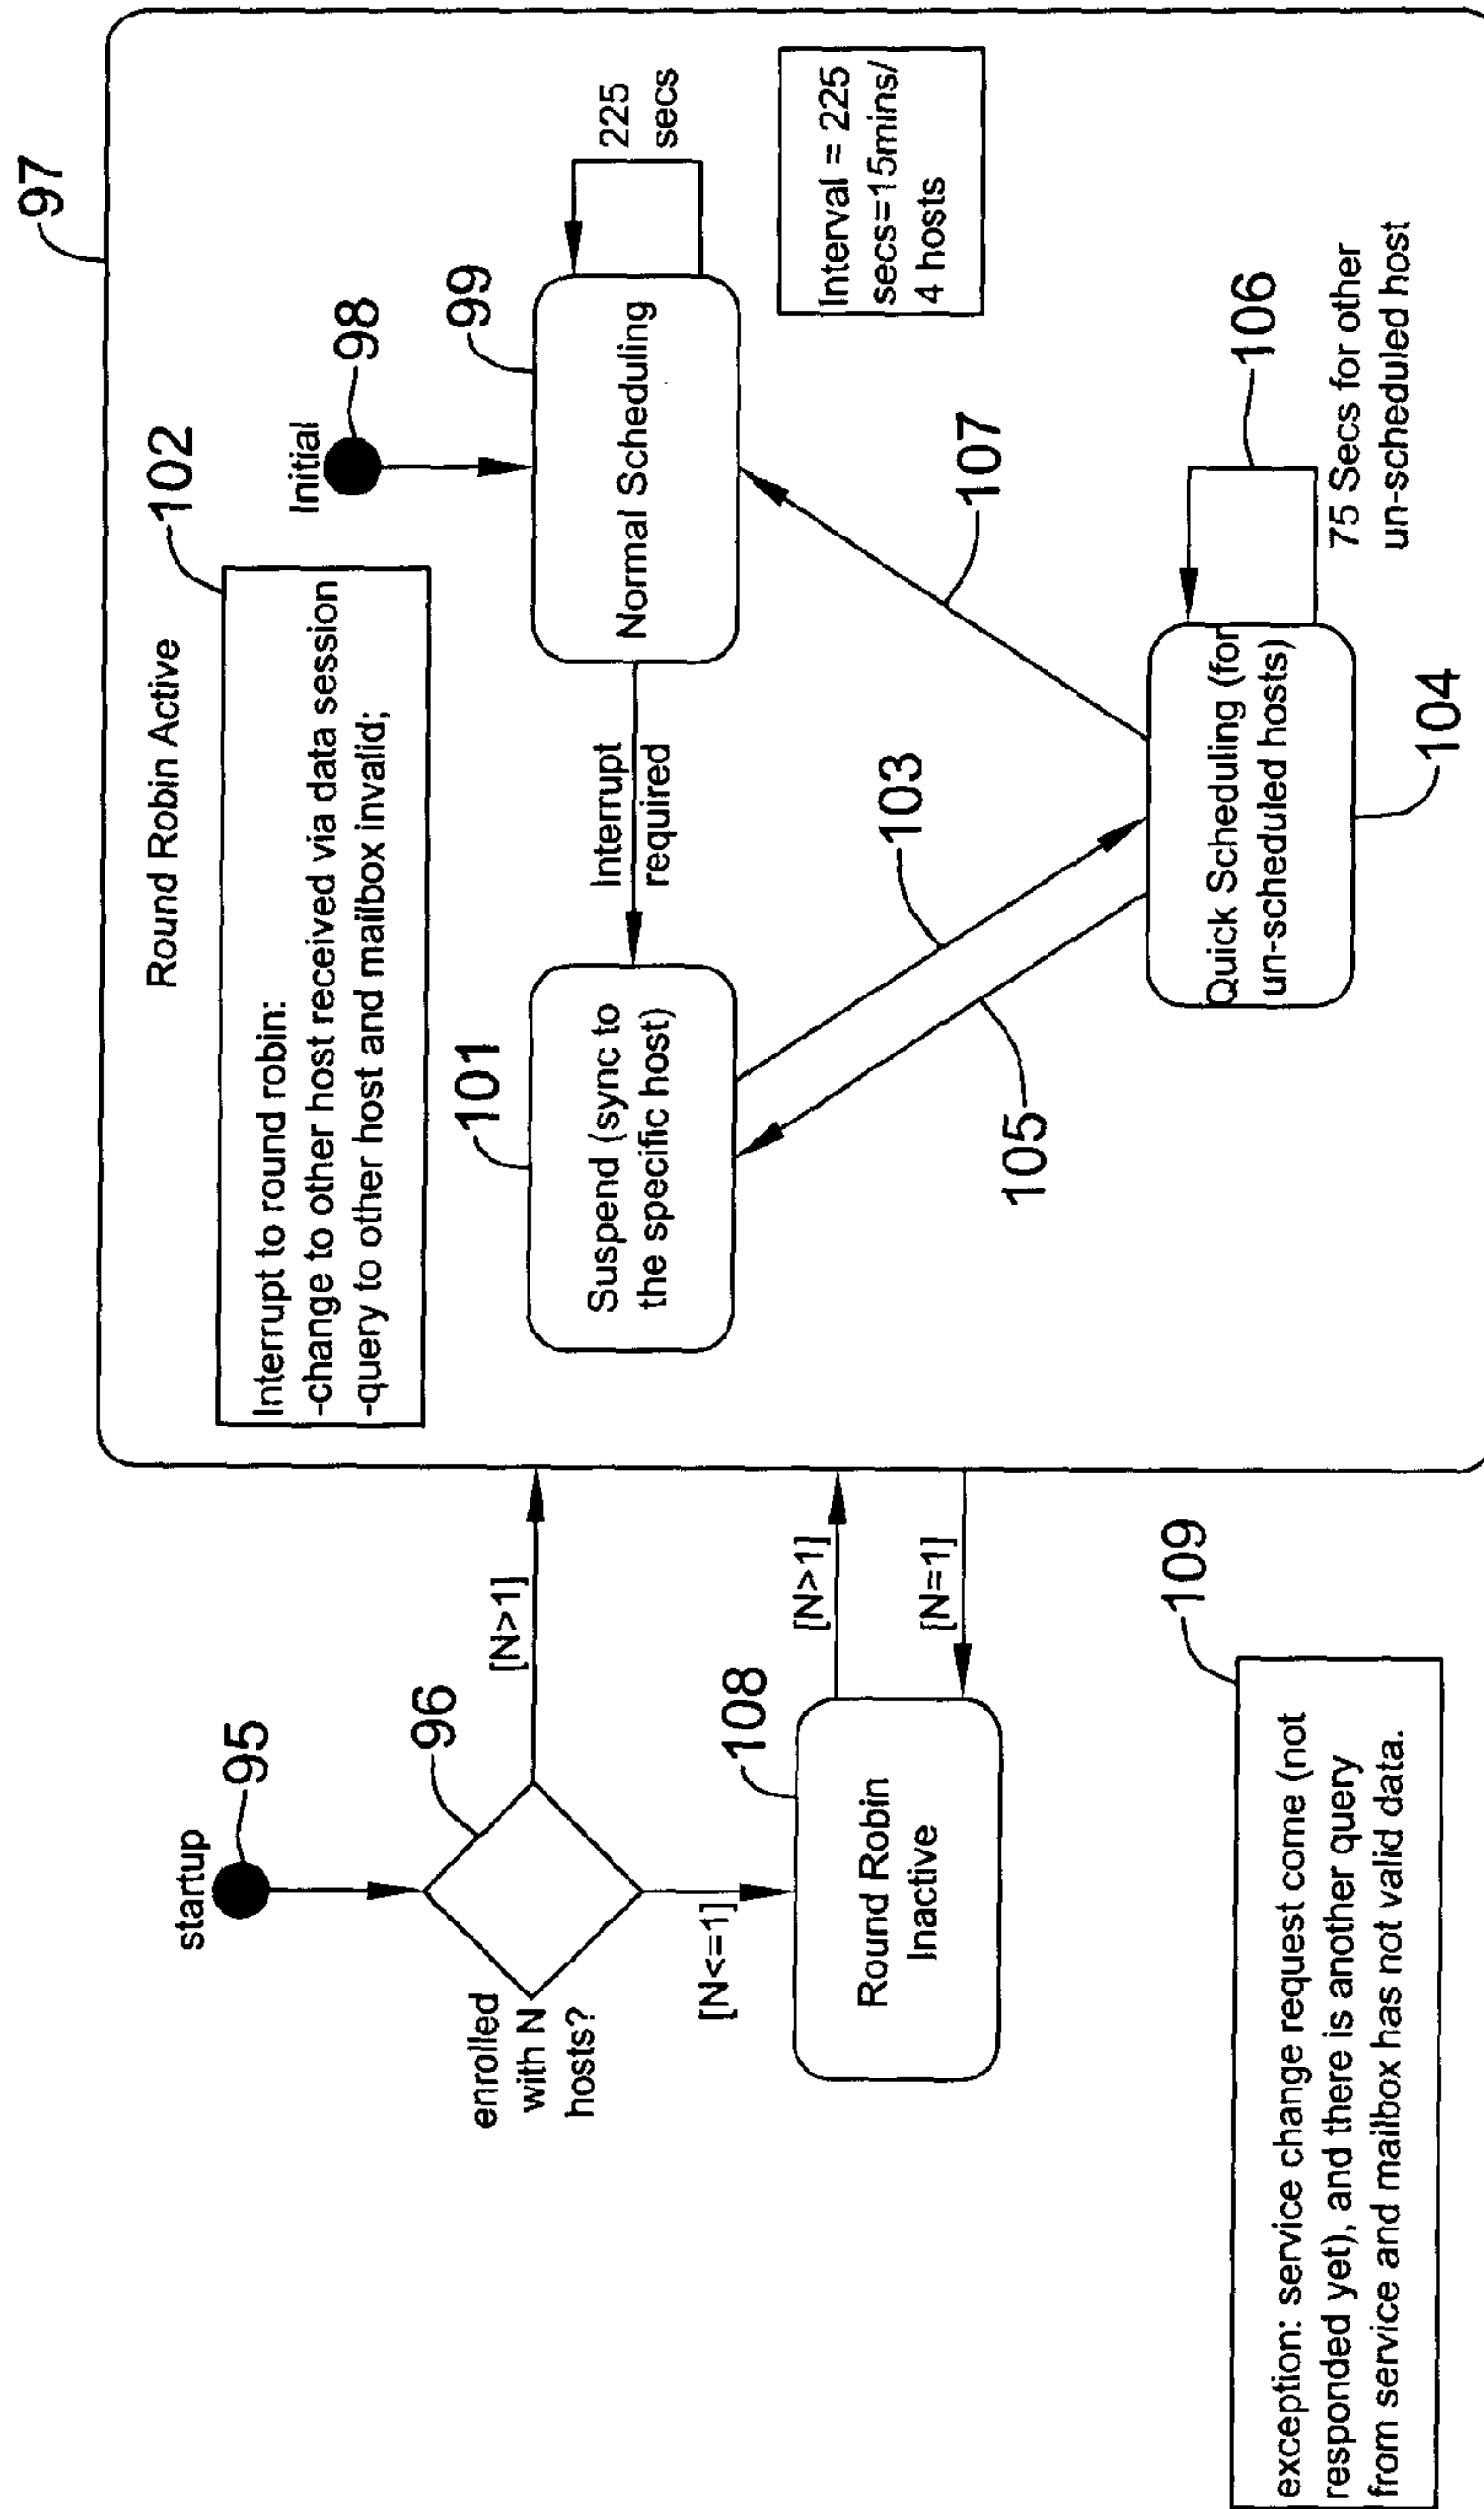 startup
95
96
enrolled
with N
hosts?
[N>1]
[N<=1]
108
Round Robin
Inactive
[N>1]
[N=1]
109
exception: service change request come (not
responded yet), and there is another query
from service and mailbox has not valid data.
97
Round Robin Active
102
Interrupt to round robin:
-change to other host received via data session
-query to other host and mailbox invalid;
Initial
98
99
Normal Scheduling
225
secs
Interval = 225
secs=15mins/
4 hosts
Interrupt
required
101
Suspend (sync to
the specific host)
103
105
107
Quick Scheduling (for
un-scheduled hosts)
104
106
75 Secs for other
un-scheduled host